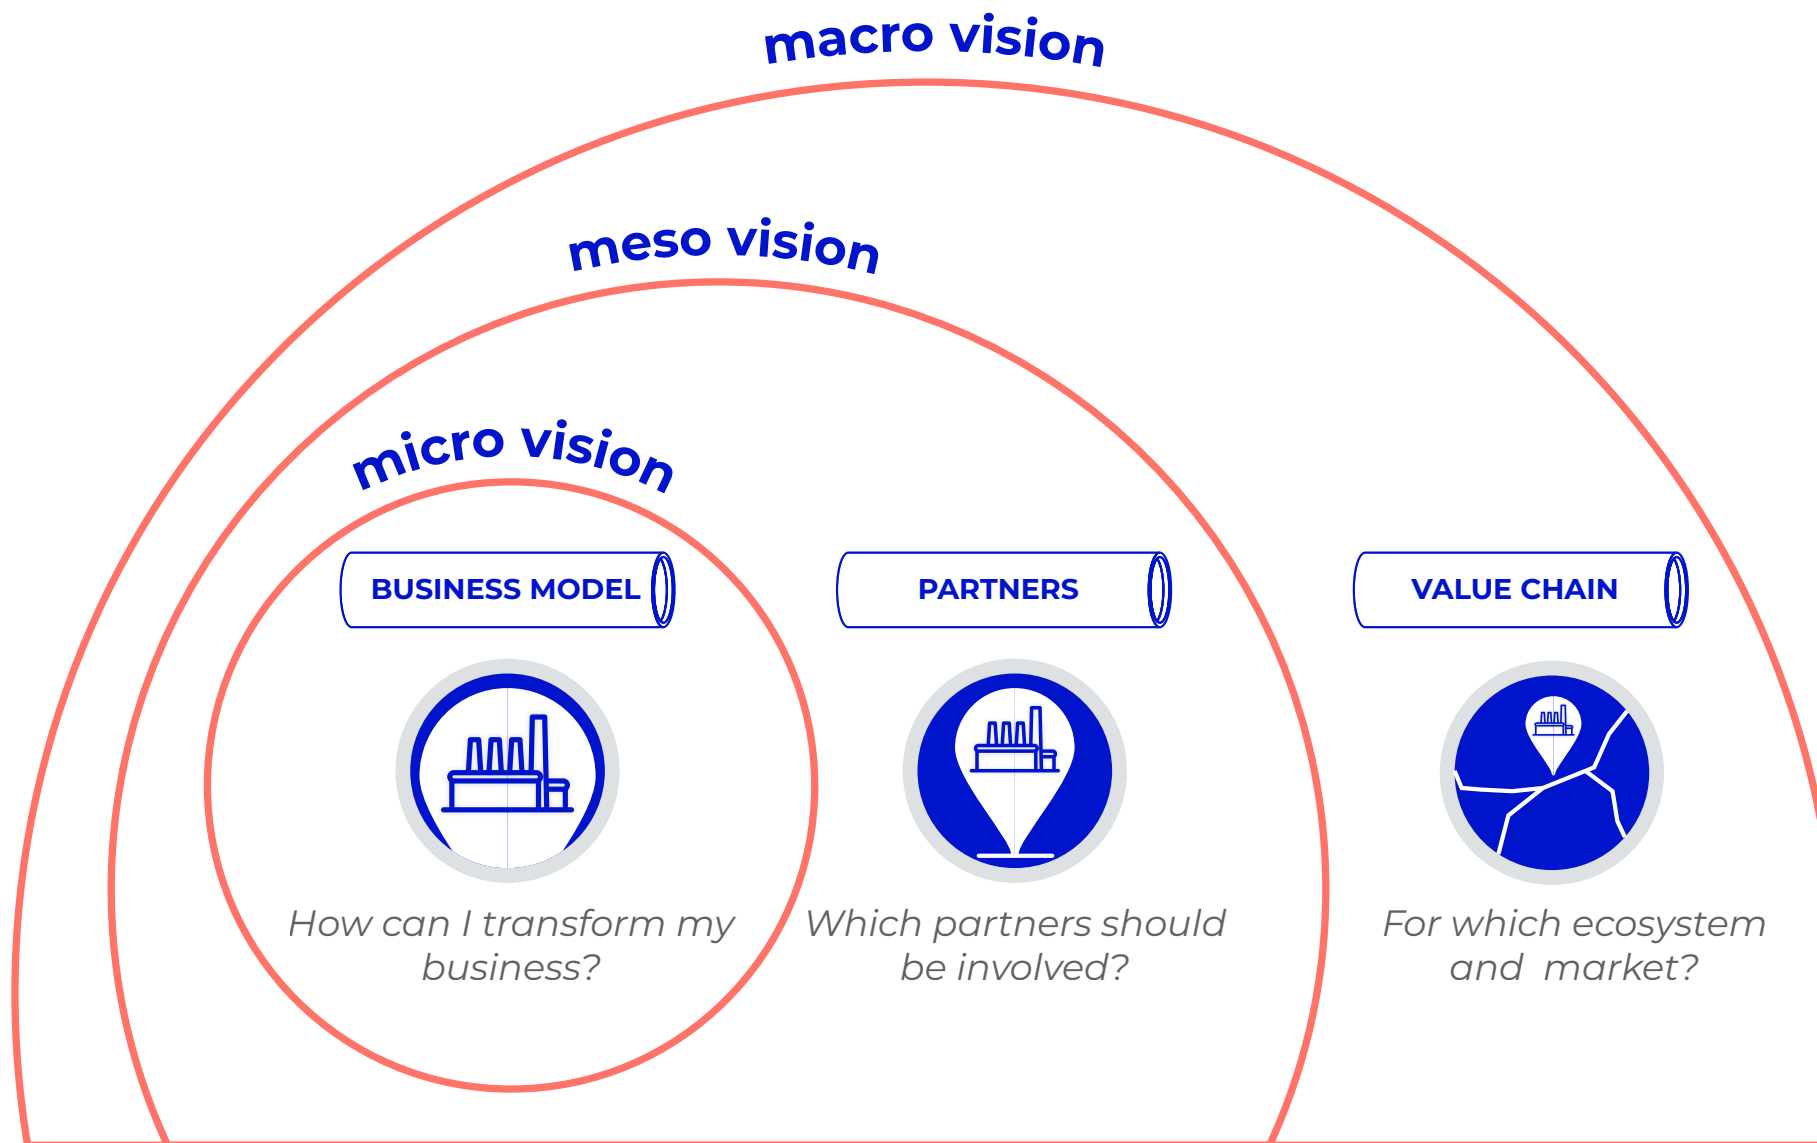 macro vision
meso vision
micro vision
BUSINESS MODEL
PARTNERS
VALUE CHAIN
How can I transform my
business?
Which partners should
be involved?
For which ecosystem
and  market?